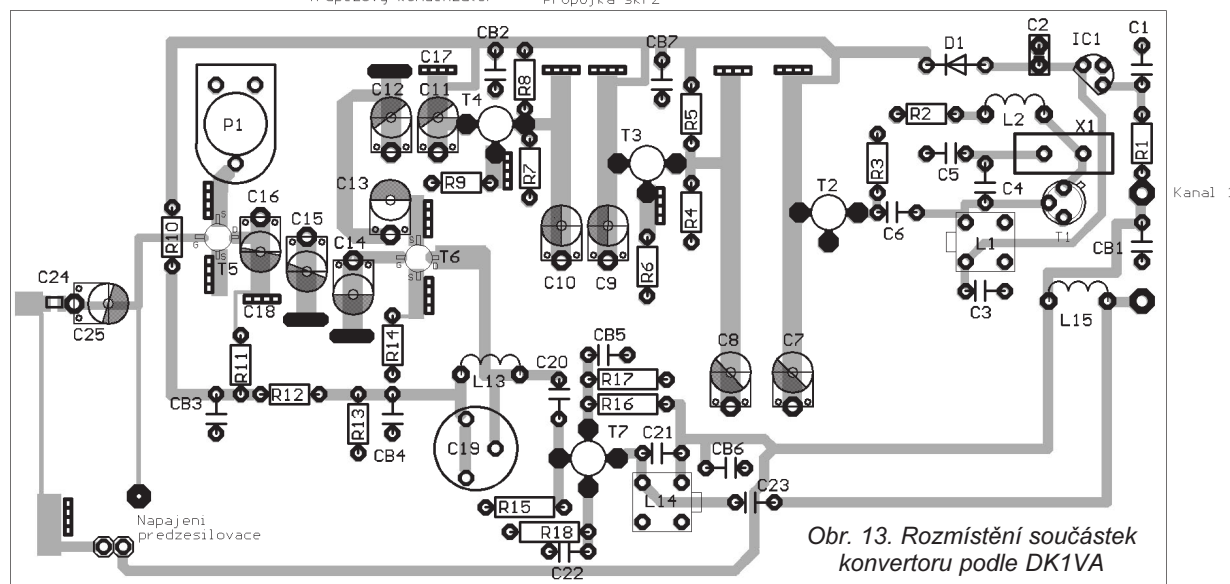 Propojka skrz
CB2
CB7
C2
C1
D1
IC1
C17
C12
C11
T4
R8
P1
R5
R2
L2
X1
T3
R7
R9
R3
C5
R1
C4
C13
T2
Kanal
R4
C6
T1
C16
C15
R10
T5
C14
T6
L1
CB1
R6
C10
C9
C24
C18
C3
L15
C25
R11
R14
C8
C7
CB5
L13
C20
R17
R12
CB3
R16
R13
T7
CB4
C19
C21
CB6
L14
C23
R15
R18
C22
Napajeni
predzesilovace
Obr. 13. Rozmístění součástek
konvertoru podle DK1VA